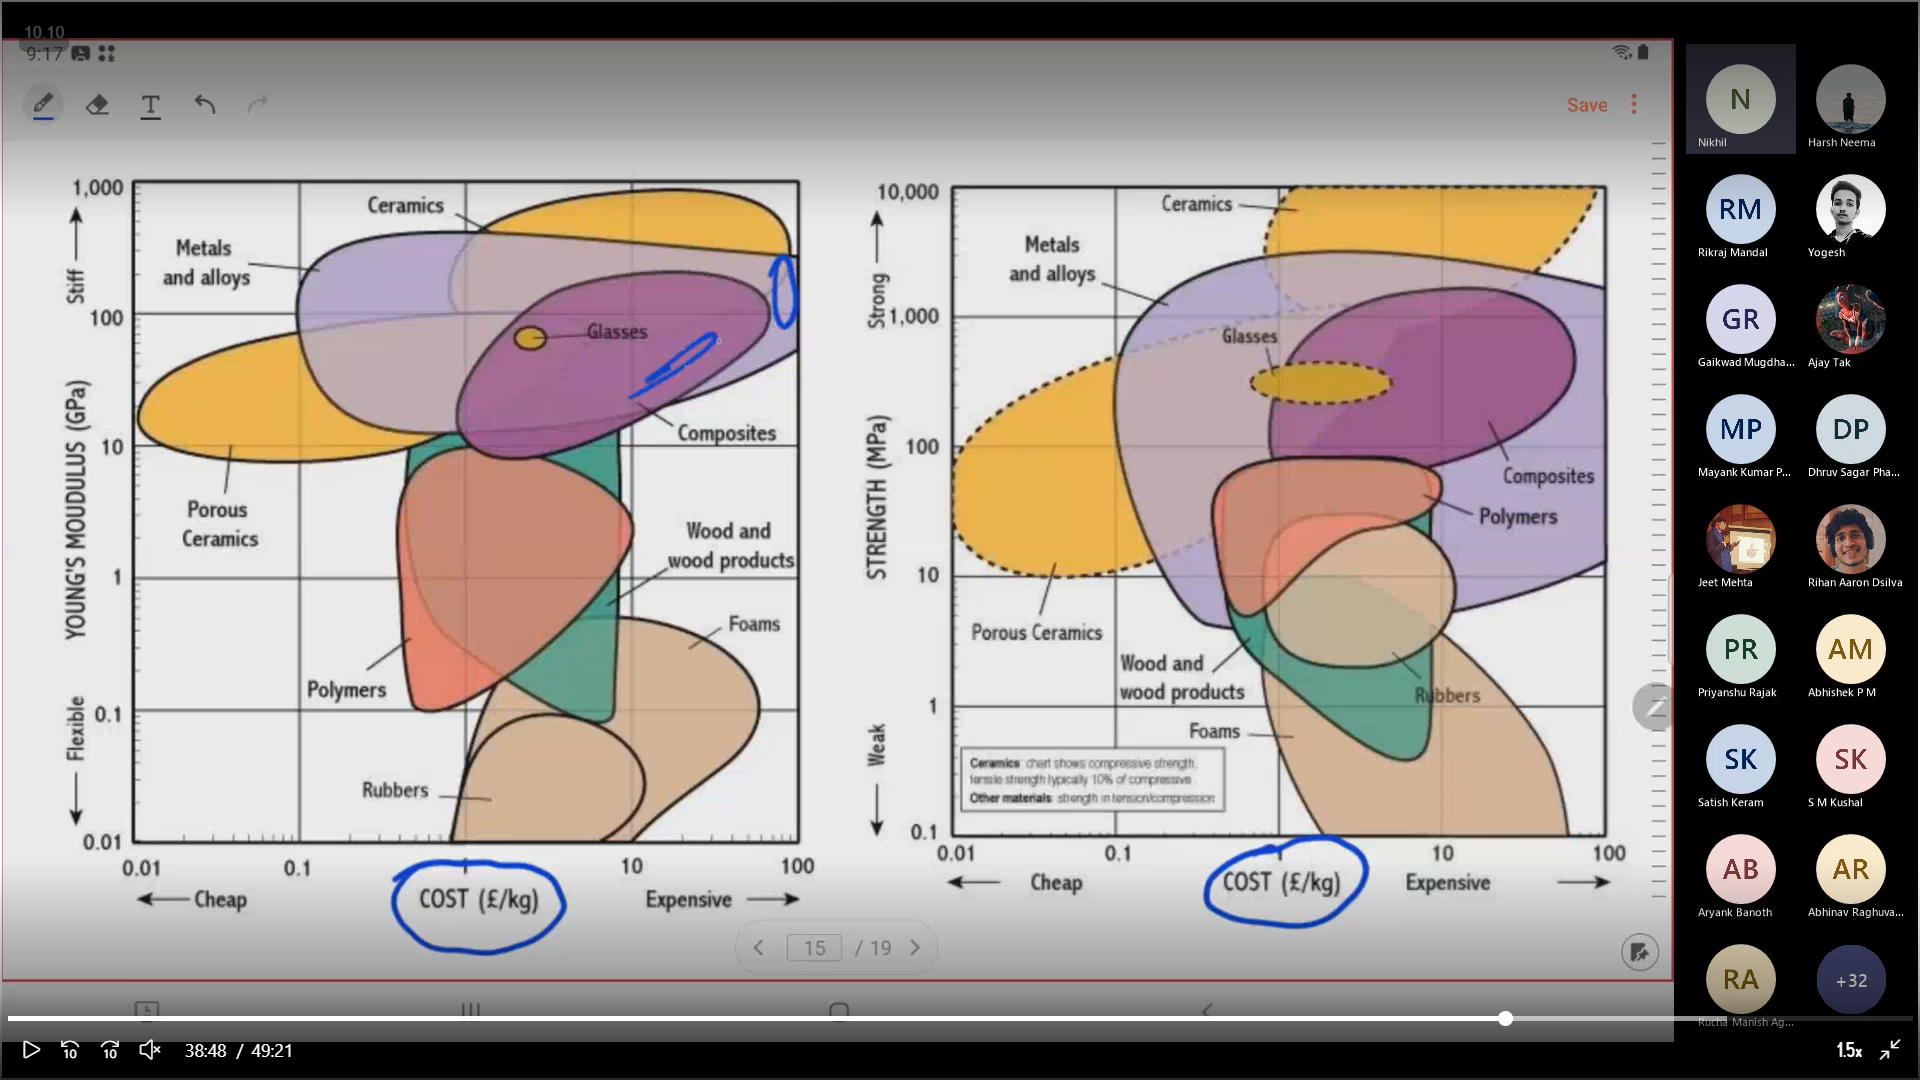 10.10
9:17
T
Save
1,000
100
10
1
0.1
0.01
Stiff
YOUNG'S MOUDULUS (GPa)
Flexible
Ceramics
Metals
and alloys
Glasses
Composites
Porous
Ceramics
Wood and
wood products
Foams
Polymers
Rubbers
0.01
0.1
1
10
100
Cheap
COST (£/kg)
Expensive
10,000
1,000
100
10
1
0.1
Strong
STRENGTH (MPa)
Weak
Ceramics
Metals
and alloys
Glasses
Composites
Polymers
Porous Ceramics
Wood and
wood products
Rubbers
Foams
Ceramics: chart shows compressive strength,
tensile strength typically 10% of compressive
Other materials: strength in tension/compression
0.01
0.1
1
10
100
Cheap
COST (£/kg)
Expensive
15 / 19
N
Nikhil
Harsh Neema
RM
Rikraj Mandal
Yogesh
GR
Gaikwad Mugdha...
Ajay Tak
MP
Mayank Kumar P...
DP
Dhruv Sagar Pha...
Jeet Mehta
Rihan Aaron Dsilva
PR
Priyanshu Rajak
AM
Abhishek P M
SK
Satish Keram
SK
S M Kushal
AB
Aryank Banoth
AR
Abhinav Raghuva...
RA
Rucha Manish Ag...
+32
10
10
38:48 / 49:21
1.5x